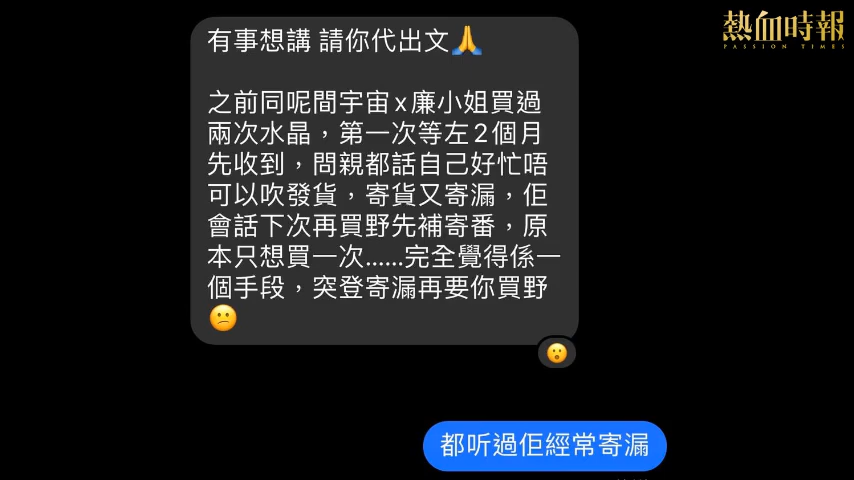 熱血時報
PASSION TIMES
有事想講 請你代出文🙏
之前同呢間宇宙x廉小姐買過
兩次水晶，第一次等左2個月
先收到，問親都話自己好忙唔
可以吹發貨，寄貨又寄漏，佢
會話下次再買野先補寄番，原
本只想買一次......完全覺得係一
個手段，突登寄漏再要你買野
😕
😮
都听過佢經常寄漏